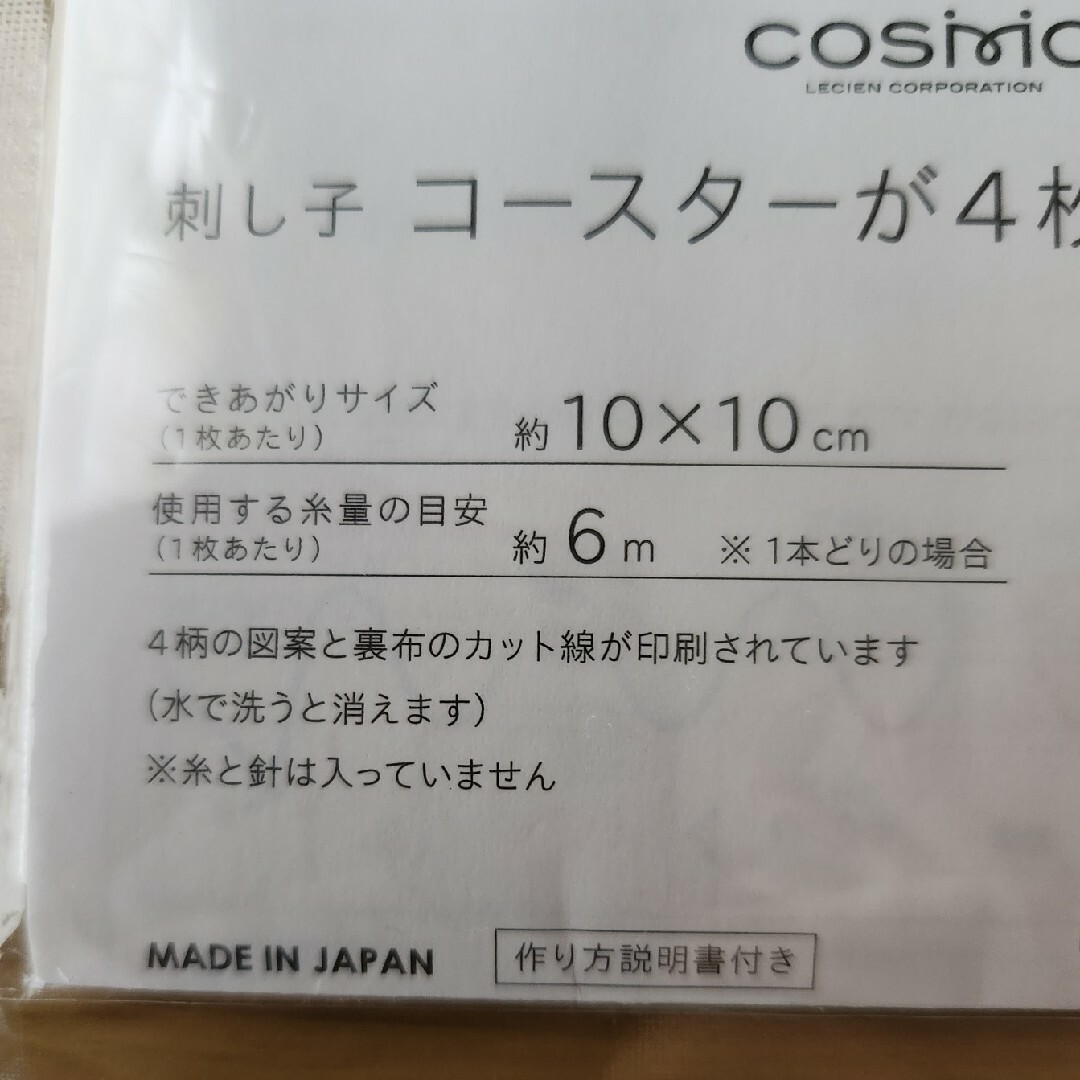 COSMO
LECIEN CORPORATION
刺し子 コースターが4枚
できあがりサイズ
(1枚あたり)
約10×10cm
使用する糸量の目安
(1枚あたり)
約6m ※1本どりの場合
4柄の図案と裏布のカット線が印刷されています
(水で洗うと消えます)
※糸と針は入っていません
MADE IN JAPAN
作り方説明書付き